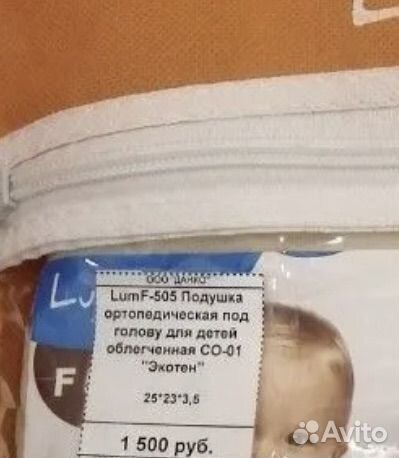 ООО "ДАНКО"
Lu
LumF-505 Подушка
ортопедическая под
голову для детей
облегченная СО-01
"Экотен"
F
25*23*3,5
1 500 руб.
Avito